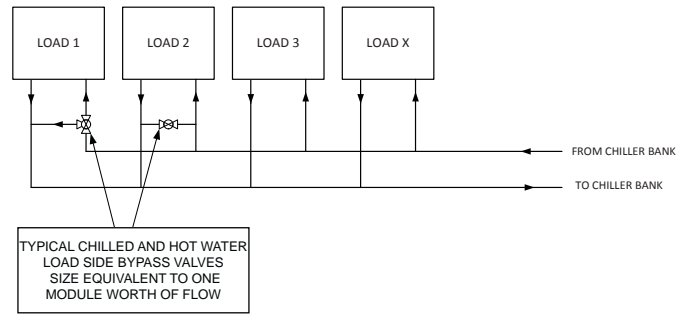 LOAD 1
LOAD 2
LOAD 3
LOAD X
FROM CHILLER BANK
TO CHILLER BANK
TYPICAL CHILLED AND HOT WATER
LOAD SIDE BYPASS VALVES
SIZE EQUIVALENT TO ONE
MODULE WORTH OF FLOW